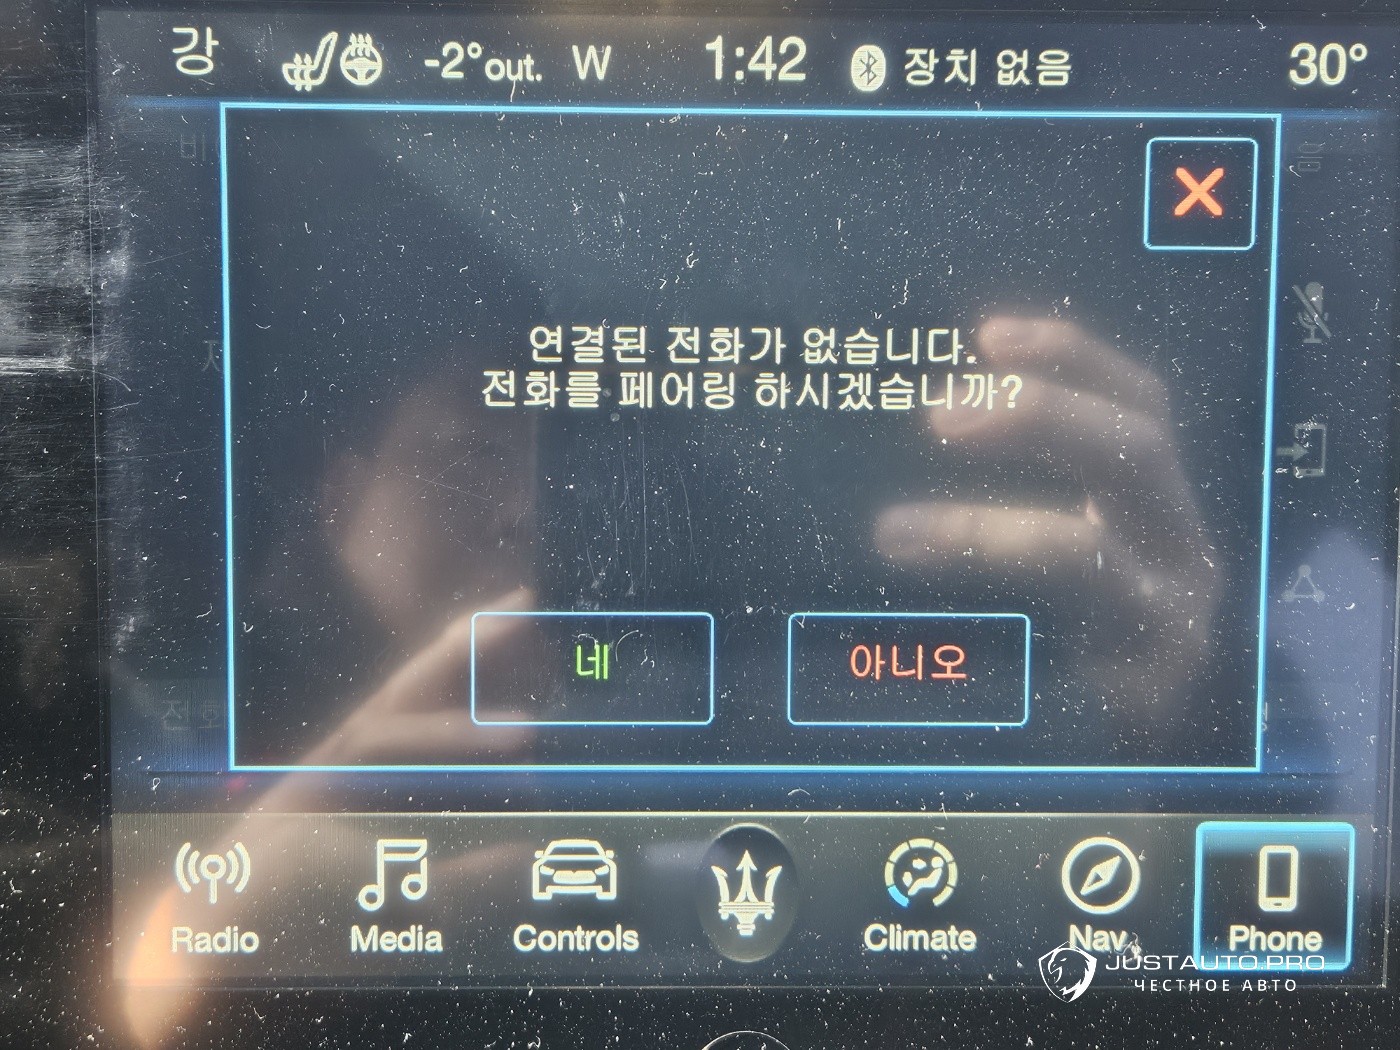 강 -2°out. W 1:42 장치 없음 30°
연결된 전화가 없습니다.
전화를 페어링 하시겠습니까?
네 아니오
Radio Media Controls Climate Nav Phone
JUSTAUTO.PRO
ЧЕСТНОЕ АВТО